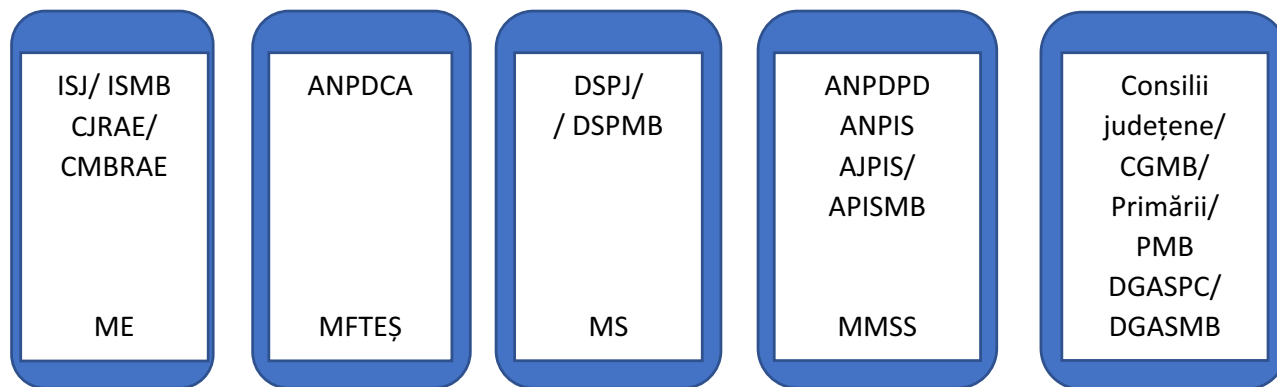 ISJ/ ISMB
CJRAE/
CMBRAE
ME
ANPDCA
MFTEȘ
DSPJ/
/ DSPMB
MS
ANPDPD
ANPIS
AJPIS/
APISMB
MMSS
Consilii
județene/
CGMB/
Primării/
PMB
DGASPC/
DGASMB